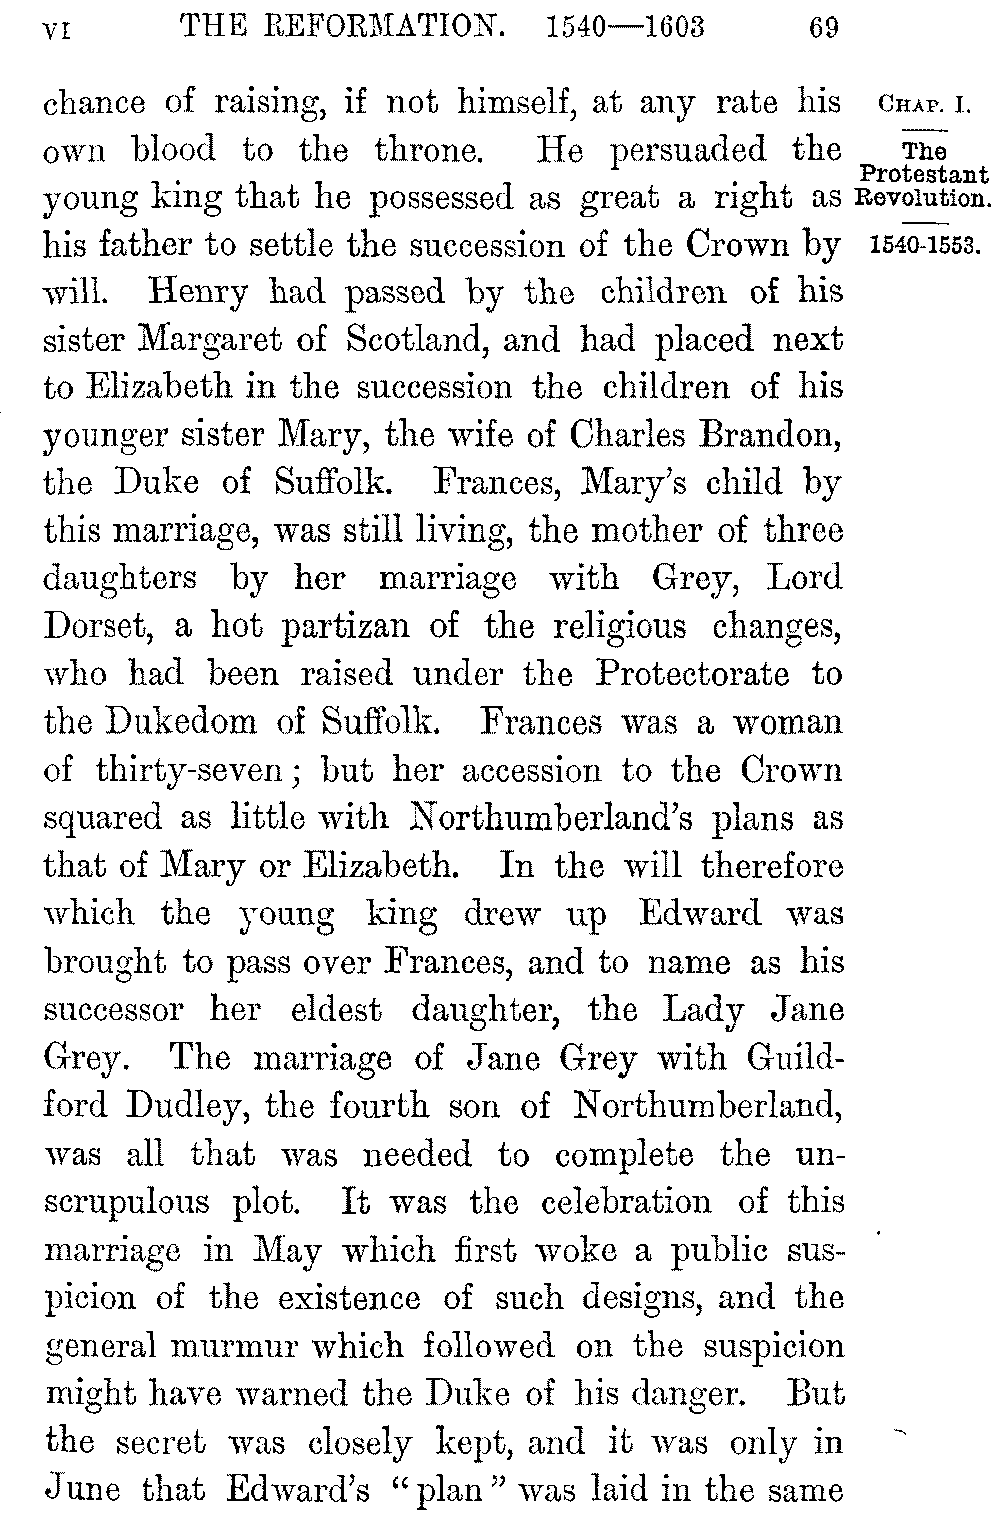 VI THE REFORMATION. 1540—1603 69
chance of raising, if not himself, at any rate his
own blood to the throne. He persuaded the
young king that he possessed as great a right as
his father to settle the succession of the Crown by
will. Henry had passed by the children of his
sister Margaret of Scotland, and had placed next
to Elizabeth in the succession the children of his
younger sister Mary, the wife of Charles Brandon,
the Duke of Suffolk. Frances, Mary's child by
this marriage, was still living, the mother of three
daughters by her marriage with Grey, Lord
Dorset, a hot partizan of the religious changes,
who had been raised under the Protectorate to
the Dukedom of Suffolk. Frances was a woman
of thirty-seven; but her accession to the Crown
squared as little with Northumberland's plans as
that of Mary or Elizabeth. In the will therefore
which the young king drew up Edward was
brought to pass over Frances, and to name as his
successor her eldest daughter, the Lady Jane
Grey. The marriage of Jane Grey with Guild-
ford Dudley, the fourth son of Northumberland,
was all that was needed to complete the un-
scrupulous plot. It was the celebration of this
marriage in May which first woke a public sus-
picion of the existence of such designs, and the
general murmur which followed on the suspicion
might have warned the Duke of his danger. But
the secret was closely kept, and it was only in
June that Edward's "plan" was laid in the same
CHAP. I.
The
Protestant
Revolution.
1540-1553.